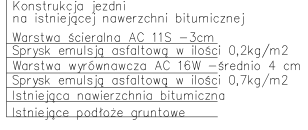 Konstrukcja jezdni
na istniejącej nawerzchni bitumicznej
Warstwa ścieralna AC 11S –3cm
Sprysk emulsją asfaltową w ilości 0,2kg/m2
Warstwa wyrównawcza AC 16W –średnio 4 cm
Sprysk emulsją asfaltową w ilości 0,7kg/m2
Istniejąca nawierzchnia bitumiczna
Istniejące podłoże gruntowe